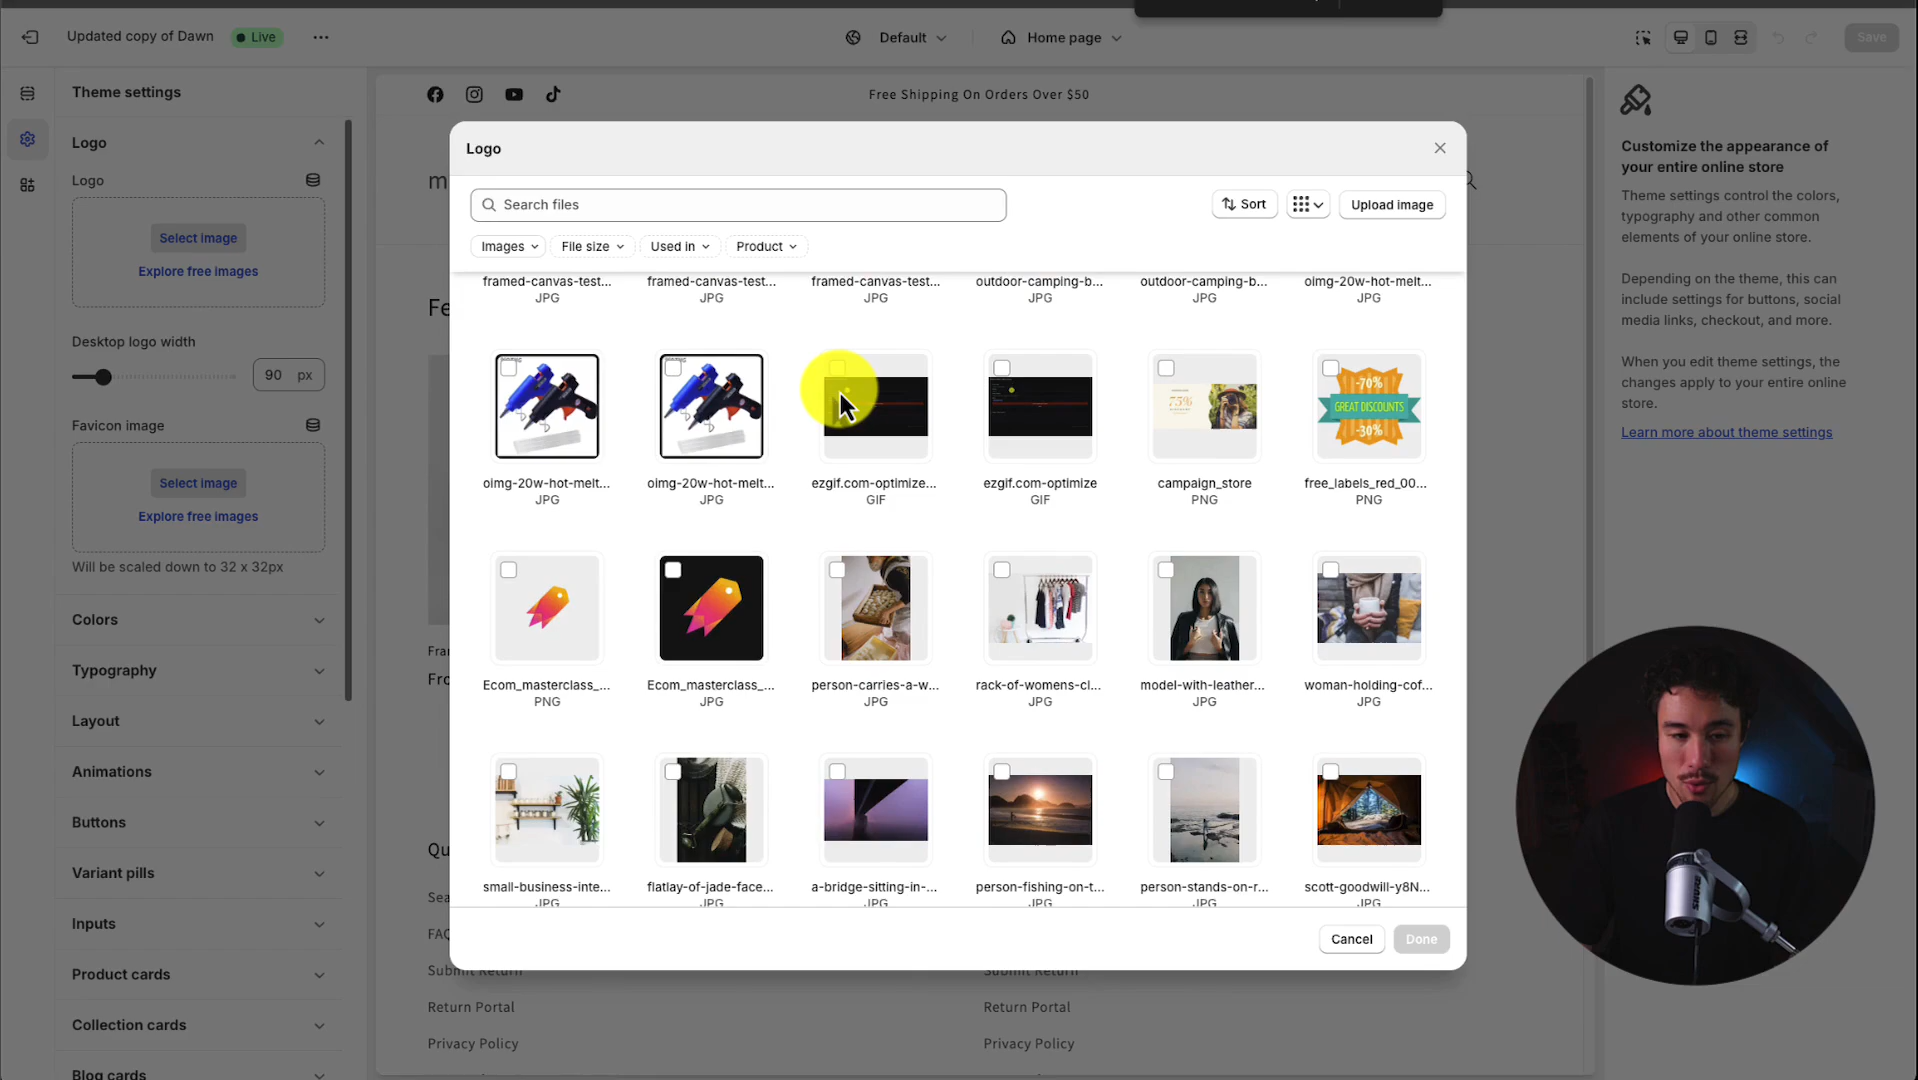 Updated copy of Dawn
Live
Default
Home page
Save
Theme settings
Logo
Logo
Select image
Explore free images
Desktop logo width
90 px
Favicon image
Select image
Explore free images
Will be scaled down to 32 x 32px
Colors
Typography
Layout
Animations
Buttons
Variant pills
Inputs
Product cards
Collection cards
Blog cards
Free Shipping On Orders Over $50
Logo
Search files
Sort
Upload image
Images
File size
Used in
Product
framed-canvas-test... framed-canvas-test... framed-canvas-test... outdoor-camping-b... outdoor-camping-b... oimg-20w-hot-melt...
JPG JPG JPG JPG JPG JPG
75%
-70%
GREAT DISCOUNTS
-30%
oimg-20w-hot-melt... oimg-20w-hot-melt... ezgif.com-optimize... ezgif.com-optimize campaign_store free_labels_red_00...
JPG JPG GIF GIF PNG PNG
Ecom_masterclass_... Ecom_masterclass_... person-carries-a-w... rack-of-womens-cl... model-with-leather... woman-holding-cof...
PNG JPG JPG JPG JPG JPG
small-business-inte... flatlay-of-jade-face... a-bridge-sitting-in-... person-fishing-on-t... person-stands-on-r... scott-goodwill-y8N...
JPG JPG JPG JPG JPG JPG
Cancel
Done
m
Fe
Fra
Fro
Qu
Sea
FAQ
Submit Return
Submit Return
Return Portal
Return Portal
Privacy Policy
Privacy Policy
Customize the appearance of
your entire online store
Theme settings control the colors,
typography and other common
elements of your online store.
Depending on the theme, this can
include settings for buttons, social
media links, checkout, and more.
When you edit theme settings, the
changes apply to your entire online
store.
Learn more about theme settings
SHURE